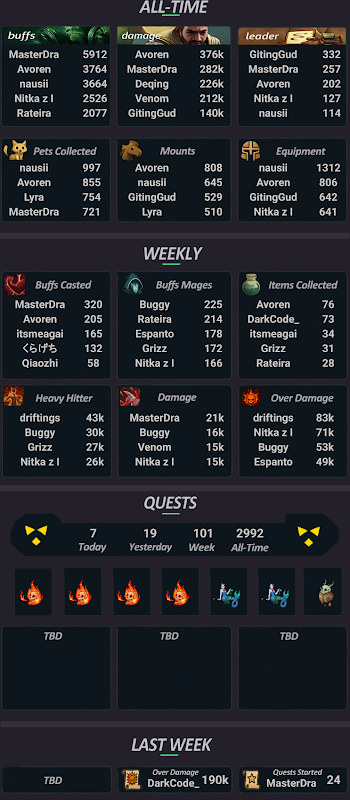 ALL-TIME
buffs
MasterDra 5912
Avoren 3764
nausii 3664
Nitka z l 2526
Rateira 2077
damage
Avoren 376k
MasterDra 282k
Deqing 226k
Venom 212k
GitingGud 140k
leader
GitingGud 332
MasterDra 257
Avoren 202
Nitka z l 127
nausii 114
Pets Collected
nausii 997
Avoren 855
Lyra 754
MasterDra 721
Mounts
Avoren 808
nausii 645
GitingGud 529
Lyra 510
Equipment
nausii 1312
Avoren 806
GitingGud 642
Nitka z l 641
WEEKLY
Buffs Casted
MasterDra 320
Avoren 205
itsmeagai 165
くらげち 132
Qiaozhi 58
Buffs Mages
Buggy 225
Rateira 214
Espanto 178
Grizz 172
Nitka z l 166
Items Collected
Avoren 76
DarkCode_ 73
itsmeagai 34
Grizz 31
Rateira 28
Heavy Hitter
driftings 43k
Buggy 30k
Grizz 27k
Nitka z l 26k
Damage
MasterDra 21k
Buggy 16k
Venom 15k
Nitka z l 15k
Over Damage
driftings 83k
Nitka z l 71k
Buggy 53k
Espanto 49k
QUESTS
7 19 101 2992
Today Yesterday Week All-Time
TBD TBD TBD
LAST WEEK
TBD
Over Damage
DarkCode_ 190k
Quests Started
MasterDra 24